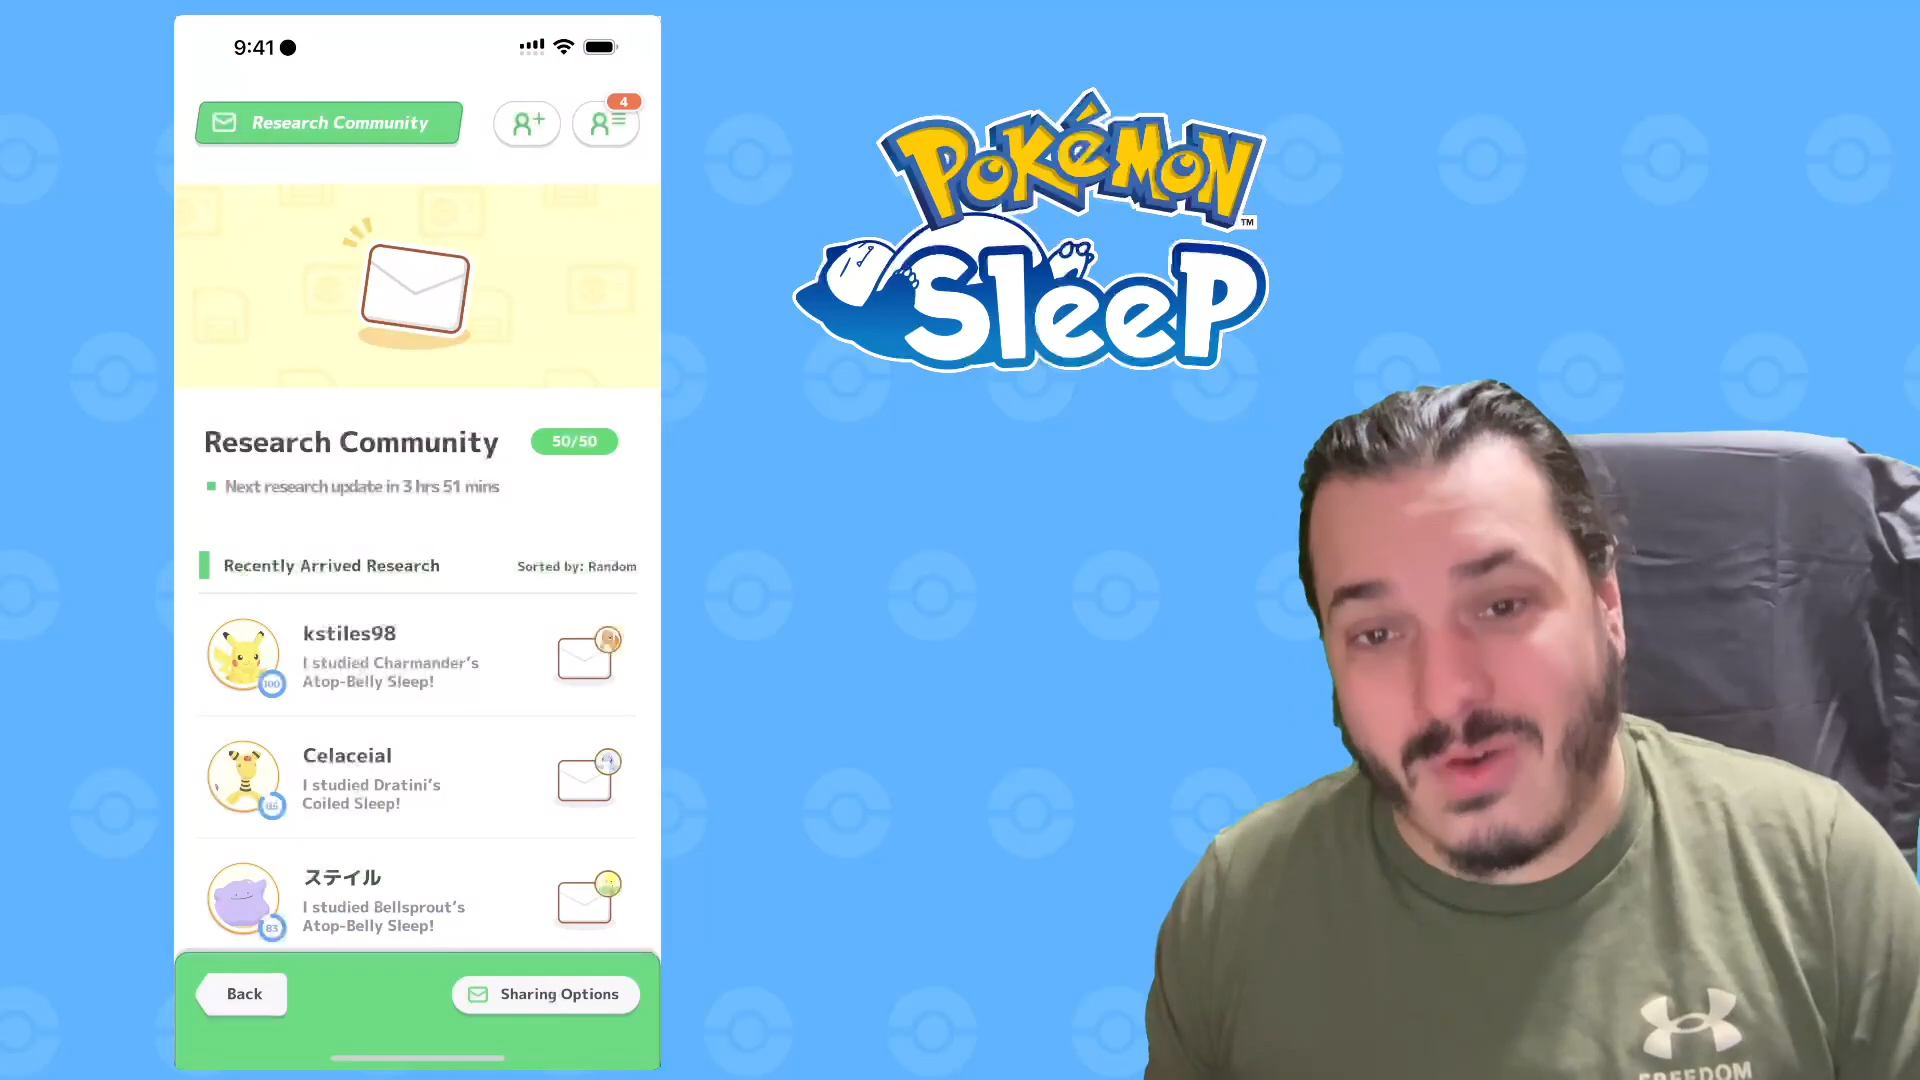 9:41
Research Community
4
POKÉMON
TM
Sleep
Research Community
50/50
Next research update in 3 hrs 51 mins
Recently Arrived Research
Sorted by: Random
kstiles98
I studied Charmander's
Atop-Belly Sleep!
100
Celaceial
I studied Dratini's
Coiled Sleep!
ステイル
I studied Bellsprout's
Atop-Belly Sleep!
83
Back
Sharing Options
FREEDOM